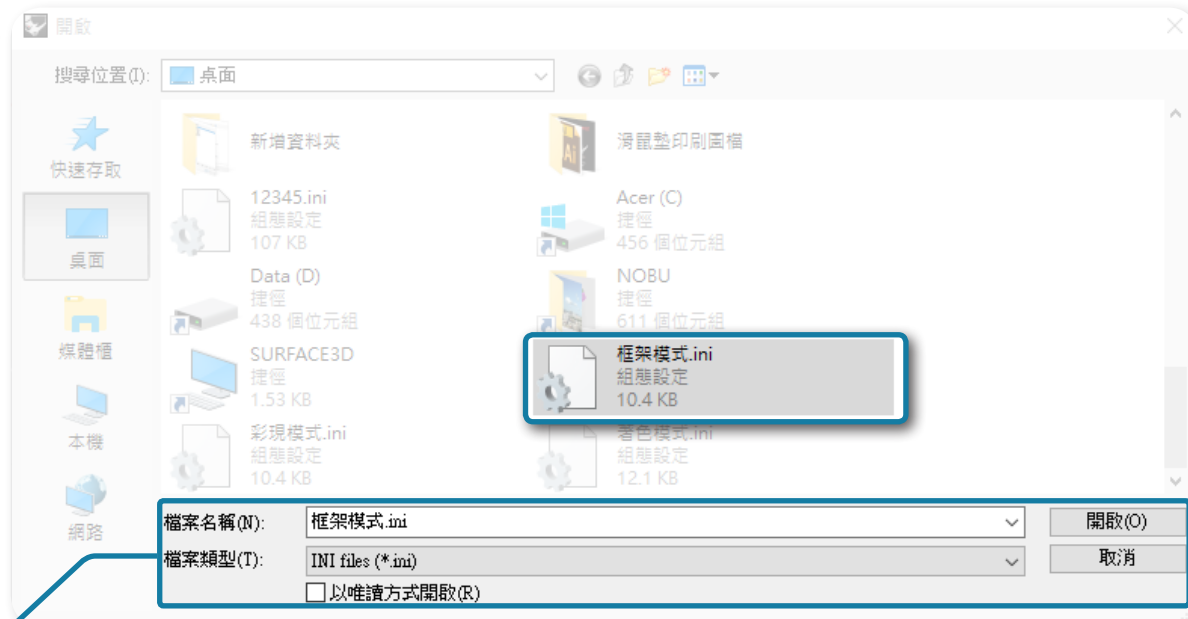 開啟
搜尋位置(I):
桌面
快速存取
桌面
媒體櫃
本機
網路
新增資料夾
滑鼠墊印刷圖檔
12345.ini
組態設定
107 KB
Acer (C)
捷徑
456 個位元組
Data (D)
捷徑
438 個位元組
NOBU
捷徑
611 個位元組
SURFACE3D
捷徑
1.53 KB
框架模式.ini
組態設定
10.4 KB
彩現模式.ini
組態設定
10.4 KB
著色模式.ini
組態設定
12.1 KB
檔案名稱(N):
框架模式.ini
開啟(O)
檔案類型(T):
INI files (*.ini)
取消
以唯讀方式開啟(R)